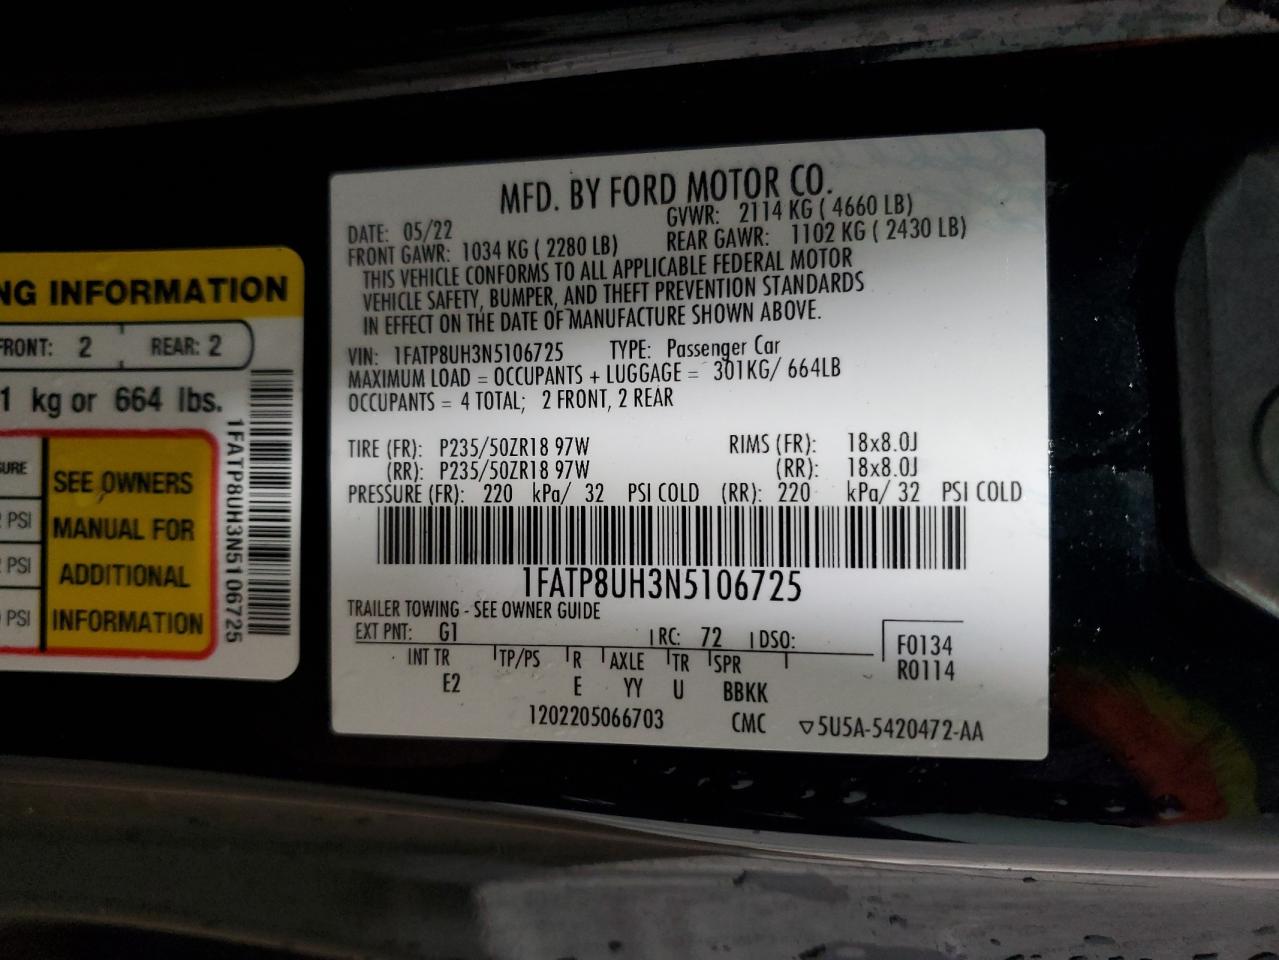 NG INFORMATION
FRONT: 2 REAR: 2
1 kg or 664 lbs.
SEE OWNERS
MANUAL FOR
ADDITIONAL
INFORMATION
PSI
PSI
PSI
1FATP8UH3N5106725
MFD. BY FORD MOTOR CO.
DATE: 05/22 GVWR: 2114 KG ( 4660 LB)
FRONT GAWR: 1034 KG ( 2280 LB) REAR GAWR: 1102 KG ( 2430 LB)
THIS VEHICLE CONFORMS TO ALL APPLICABLE FEDERAL MOTOR
VEHICLE SAFETY, BUMPER, AND THEFT PREVENTION STANDARDS
IN EFFECT ON THE DATE OF MANUFACTURE SHOWN ABOVE.
VIN: 1FATP8UH3N5106725 TYPE: Passenger Car
MAXIMUM LOAD = OCCUPANTS + LUGGAGE = 301KG/ 664LB
OCCUPANTS = 4 TOTAL; 2 FRONT, 2 REAR
TIRE (FR): P235/50ZR18 97W RIMS (FR): 18x8.0J
(RR): P235/50ZR18 97W (RR): 18x8.0J
PRESSURE (FR): 220 kPa/ 32 PSI COLD (RR): 220 kPa/ 32 PSI COLD
1FATP8UH3N5106725
TRAILER TOWING - SEE OWNER GUIDE
EXT PNT: G1 RC: 72 DSO: F0134
INT TR TP/PS R AXLE TR SPR R0114
E2 E YY U BBKK
1202205066703 CMC ▽5U5A-5420472-AA